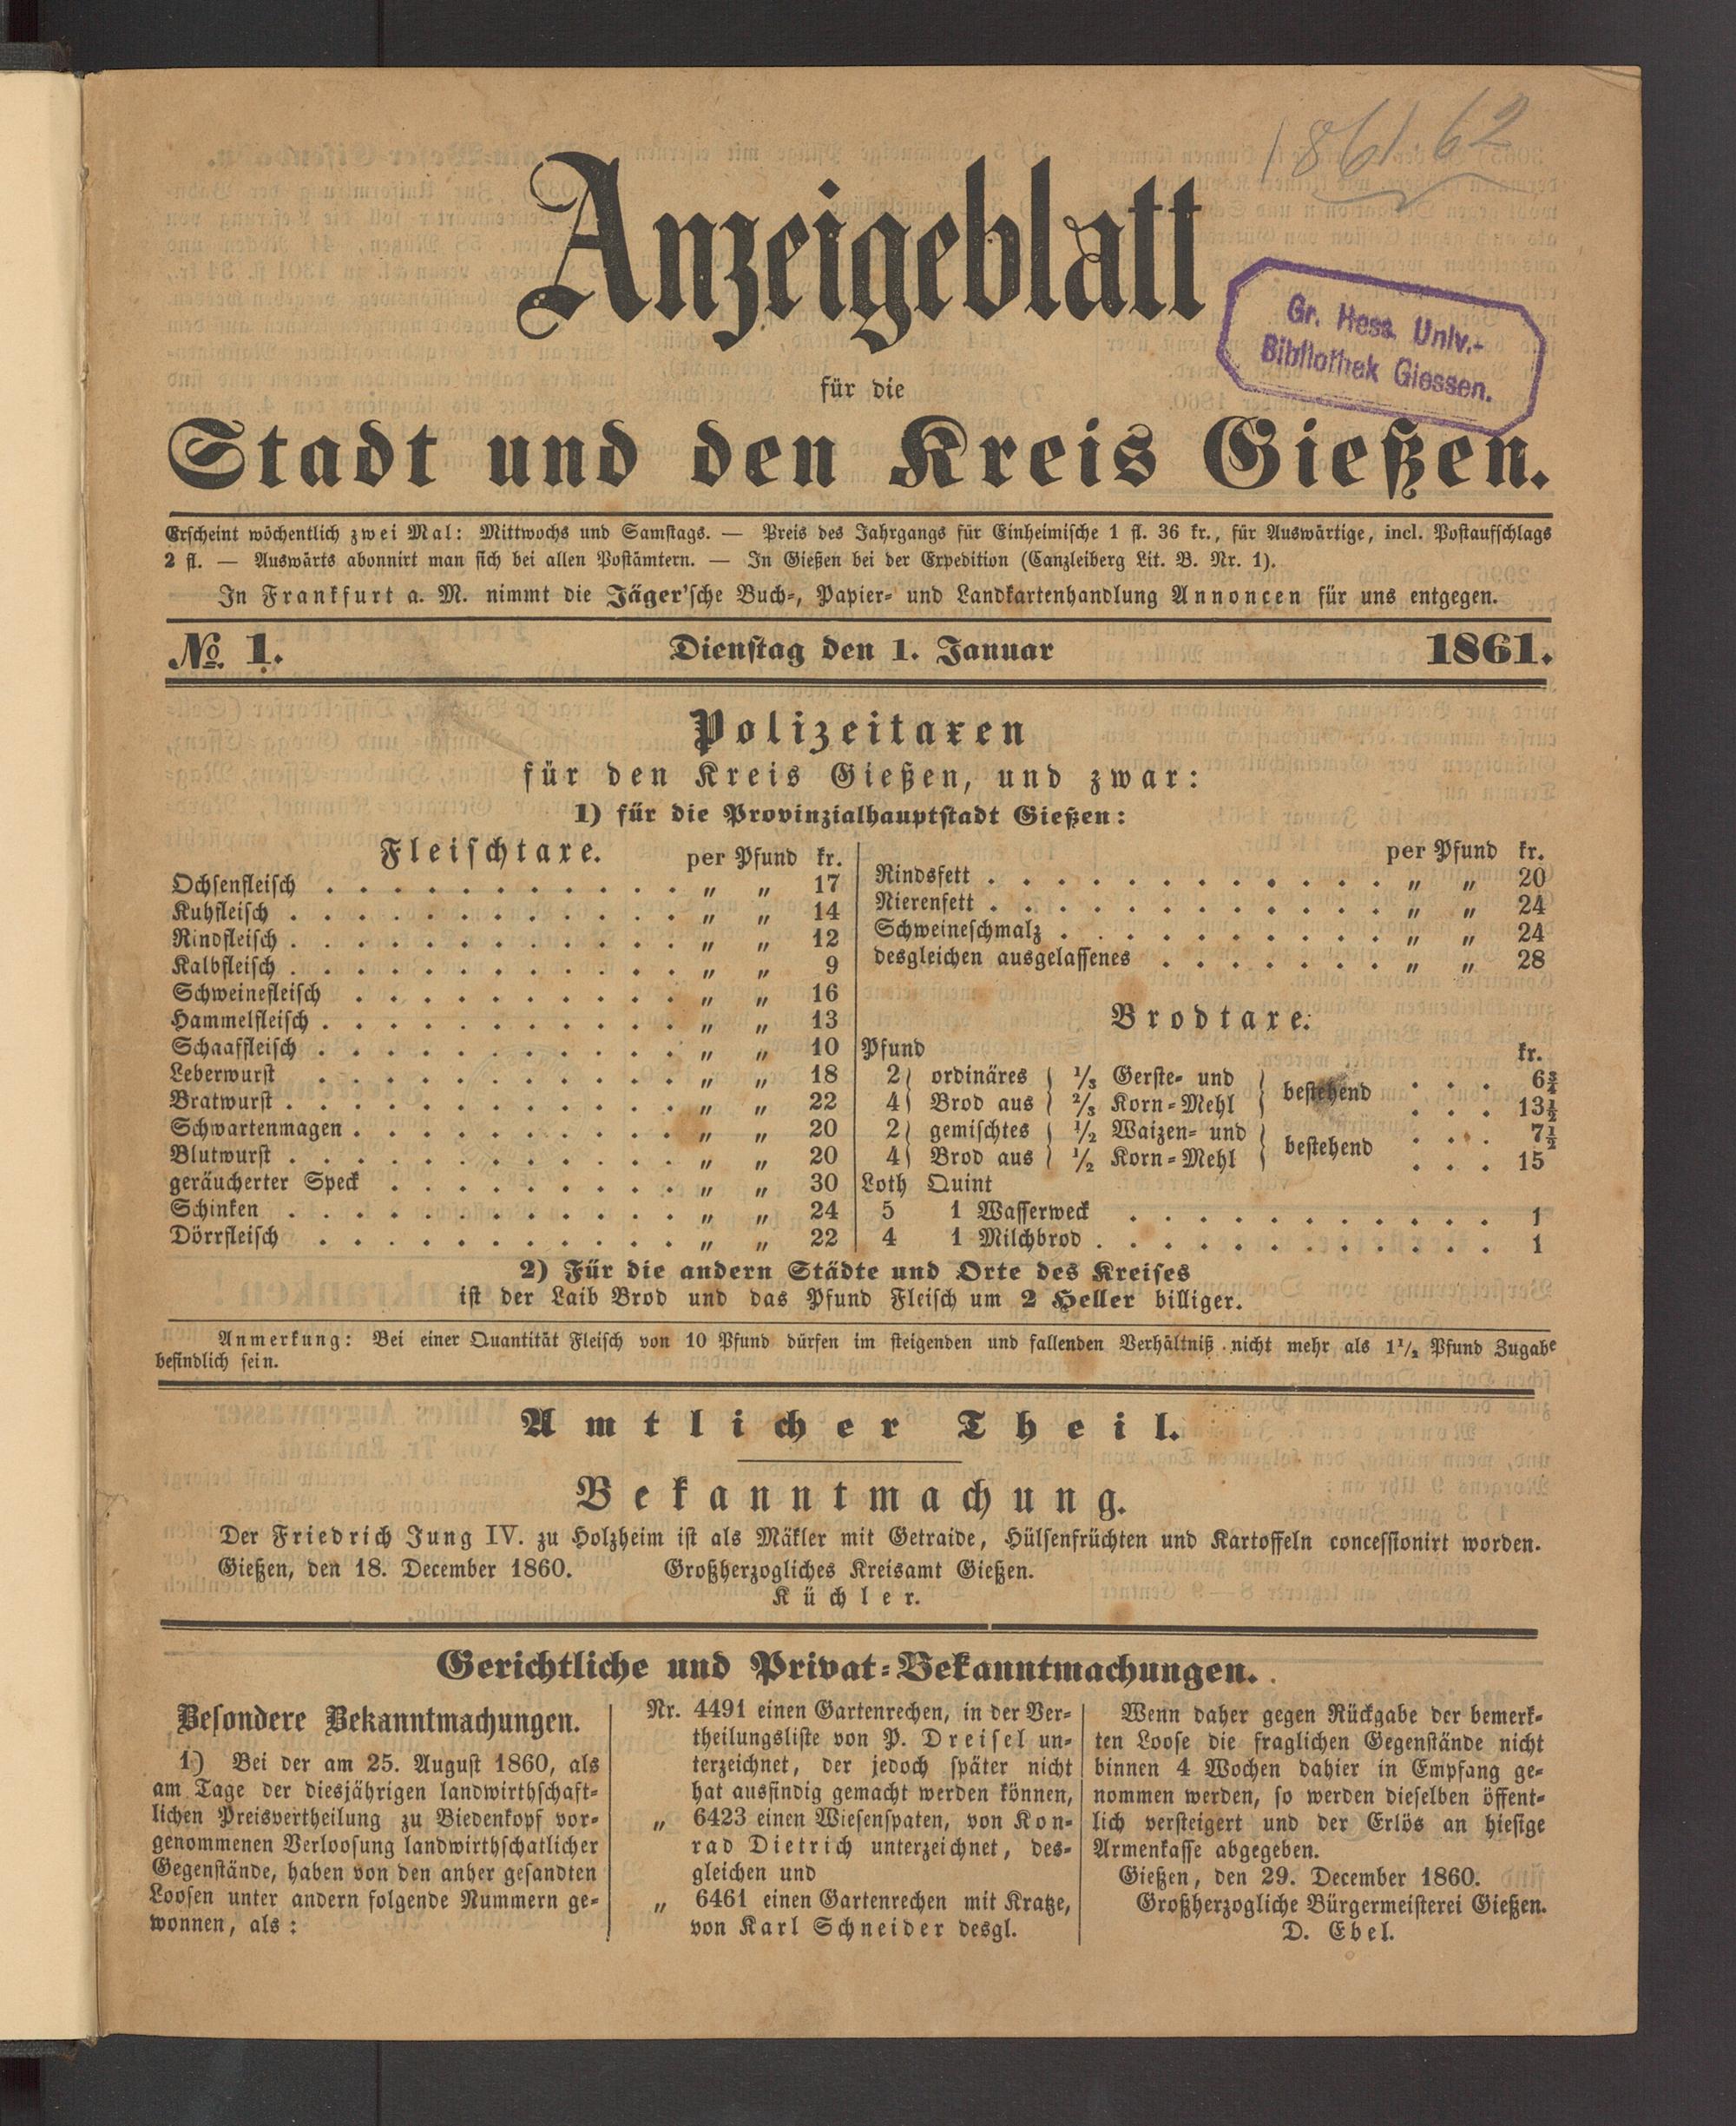 1861.62
Anzeigeblatt
Gr. Hess. Univ.-
Bibliothek Giessen.
für die
Stadt und den Kreis Gießen.
Erscheint wöchentlich zwei Mal: Mittwochs und Samstags. — Preis des Jahrgangs für Einheimische 1 fl. 36 kr., für Auswärtige, incl. Postaufschlags
2 fl. — Auswärts abonnirt man sich bei allen Postämtern. — In Gießen bei der Expedition (Canzleiberg Lit. B. Nr. 1).
In Frankfurt a. M. nimmt die Jäger'sche Buch-, Papier- und Landkartenhandlung Annoncen für uns entgegen.
No. 1. Dienstag den 1. Januar 1861.
Polizeitaxen
für den Kreis Gießen, und zwar:
1) für die Provinzialhauptstadt Gießen:
Fleischtaxe. per Pfund kr.
Ochsenfleisch . . . . . . . . . . . „ „ 17
Kuhfleisch . . . . . . . . . . . . „ „ 14
Rindfleisch . . . . . . . . . . . . „ „ 12
Kalbfleisch . . . . . . . . . . . . „ „ 9
Schweinefleisch . . . . . . . . . . „ „ 16
Hammelfleisch . . . . . . . . . . . „ „ 13
Schaaffleisch . . . . . . . . . . . „ „ 10
Leberwurst . . . . . . . . . . . „ „ 18
Bratwurst . . . . . . . . . . . . „ „ 22
Schwartenmagen . . . . . . . . . . „ „ 20
Blutwurst . . . . . . . . . . . . „ „ 20
geräucherter Speck . . . . . . . . . „ „ 30
Schinken . . . . . . . . . . . . „ „ 24
Dörrfleisch . . . . . . . . . . . „ „ 22
per Pfund kr.
Rindsfett . . . . . . . . . . . . . „ „ 20
Nierenfett . . . . . . . . . . . . . „ „ 24
Schweineschmalz . . . . . . . . . . „ „ 24
desgleichen ausgelassenes . . . . . . . „ „ 28
Brodtaxe.
Pfund kr.
2 ordinäres 1/3 Gerste- und bestehend . . . 6 3/4
4 Brod aus 2/3 Korn-Mehl . . . 13 1/2
2 gemischtes 1/2 Waizen- und bestehend . . . 7 1/2
4 Brod aus 1/2 Korn-Mehl . . . 15
Loth Quint
5 1 Wasserweck . . . . . . . . . . . 1
4 1 Milchbrod . . . . . . . . . . . . 1
2) Für die andern Städte und Orte des Kreises
ist der Laib Brod und das Pfund Fleisch um 2 Heller billiger.
Anmerkung: Bei einer Quantität Fleisch von 10 Pfund dürfen im steigenden und fallenden Verhältniß nicht mehr als 1 1/2 Pfund Zugabe
befindlich sein.
Amtlicher Theil.
Bekanntmachung.
Der Friedrich Jung IV. zu Holzheim ist als Mäkler mit Getraide, Hülsenfrüchten und Kartoffeln concessionirt worden.
Gießen, den 18. December 1860. Großherzogliches Kreisamt Gießen.
Küchler.
Gerichtliche und Privat-Bekanntmachungen.
Besondere Bekanntmachungen.
1) Bei der am 25. August 1860, als
am Tage der diesjährigen landwirthschaft-
lichen Preisvertheilung zu Biedenkopf vor-
genommenen Verloosung landwirthschatlicher
Gegenstände, haben von den anher gesandten
Loosen unter andern folgende Nummern ge-
wonnen, als:
Nr. 4491 einen Gartenrechen, in der Ver-
theilungsliste von P. Dreisel un-
terzeichnet, der jedoch später nicht
hat ausfindig gemacht werden können,
„ 6423 einen Wiesenspaten, von Kon-
rad Dietrich unterzeichnet, des-
gleichen und
„ 6461 einen Gartenrechen mit Kratze,
von Karl Schneider desgl.
Wenn daher gegen Rückgabe der bemerk-
ten Loose die fraglichen Gegenstände nicht
binnen 4 Wochen dahier in Empfang ge-
nommen werden, so werden dieselben öffent-
lich versteigert und der Erlös an hiesige
Armenkasse abgegeben.
Gießen, den 29. December 1860.
Großherzogliche Bürgermeisterei Gießen.
D. Ebel.